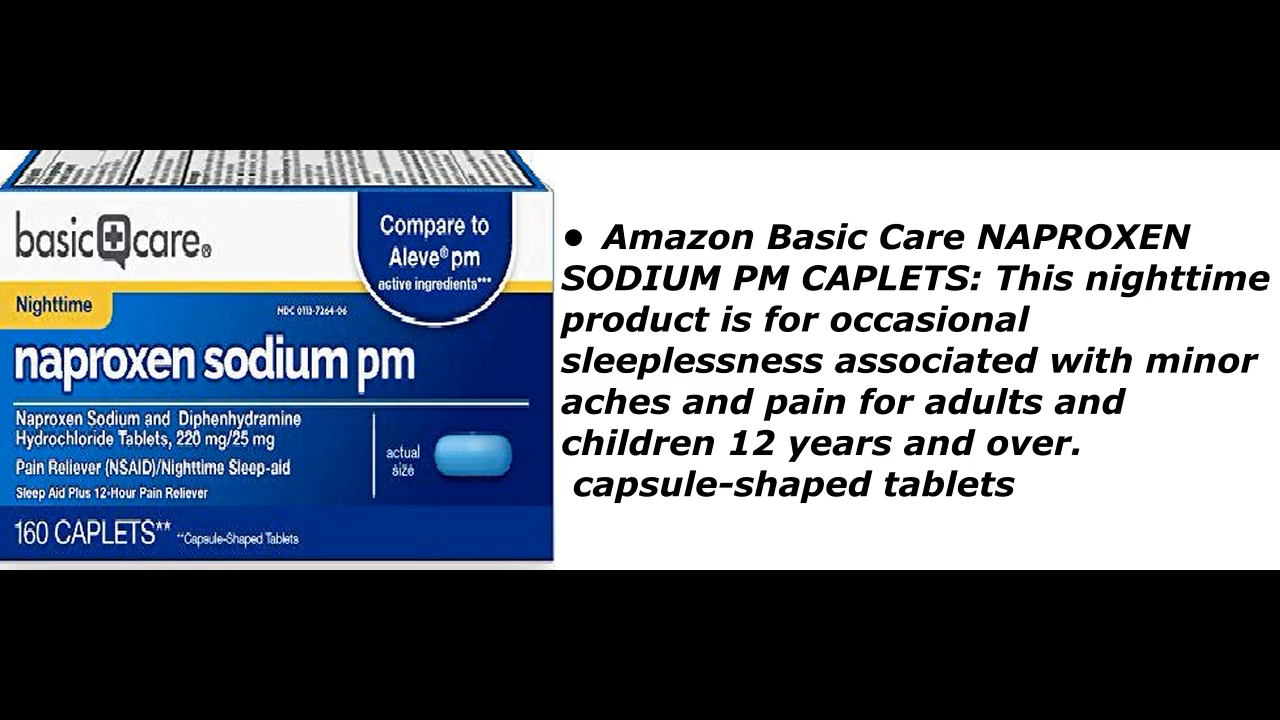 basic care®
Compare to
Aleve® pm
active ingredients***
Nighttime
NDC 0113-7264-06
naproxen sodium pm
Naproxen Sodium and Diphenhydramine
Hydrochloride Tablets, 220 mg/25 mg
Pain Reliever (NSAID)/Nighttime Sleep-aid
Sleep Aid Plus 12-Hour Pain Reliever
actual
size
160 CAPLETS** **Capsule-Shaped Tablets
● Amazon Basic Care NAPROXEN
SODIUM PM CAPLETS: This nighttime
product is for occasional
sleeplessness associated with minor
aches and pain for adults and
children 12 years and over.
capsule-shaped tablets